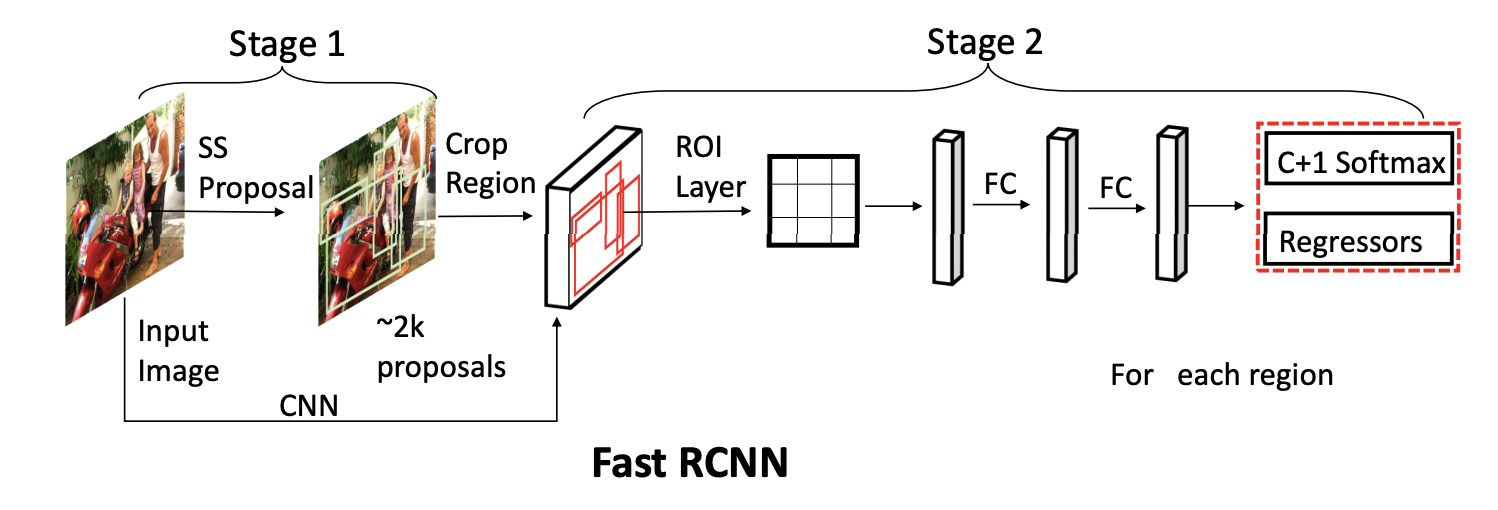 Stage 1
Stage 2
SS
Proposal
Crop
Region
ROI
Layer
FC
FC
C+1 Softmax
Regressors
Input
Image
~2k
proposals
For each region
CNN
Fast RCNN